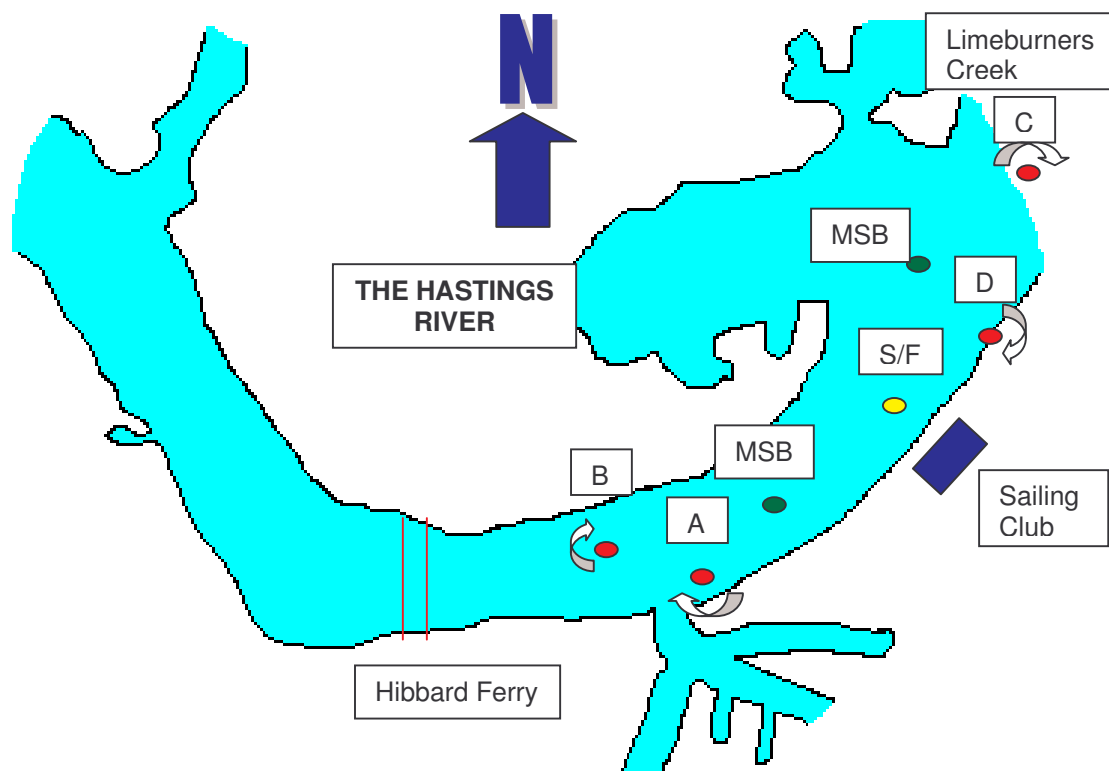 N
Limeburners
Creek
C
MSB
D
THE HASTINGS
RIVER
S/F
MSB
B
A
Sailing
Club
Hibbard Ferry